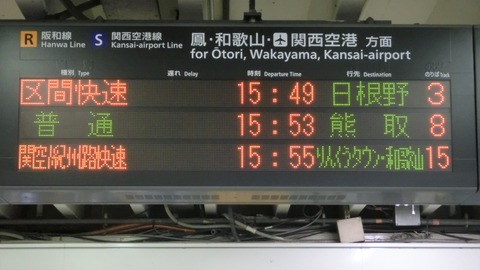 R 阪和線 Hanwa Line S 関西空港線 Kansai-airport Line 鳳・和歌山・関西空港 方面
for Ōtori, Wakayama, Kansai-airport
種別 Type 遅れ Delay 時刻 Departure Time 行先 Destination のりば Track
区間快速 15:49 日根野 3
普通 15:53 熊取 8
関空/紀州路快速 15:55 りんくうタウン・和歌山 15